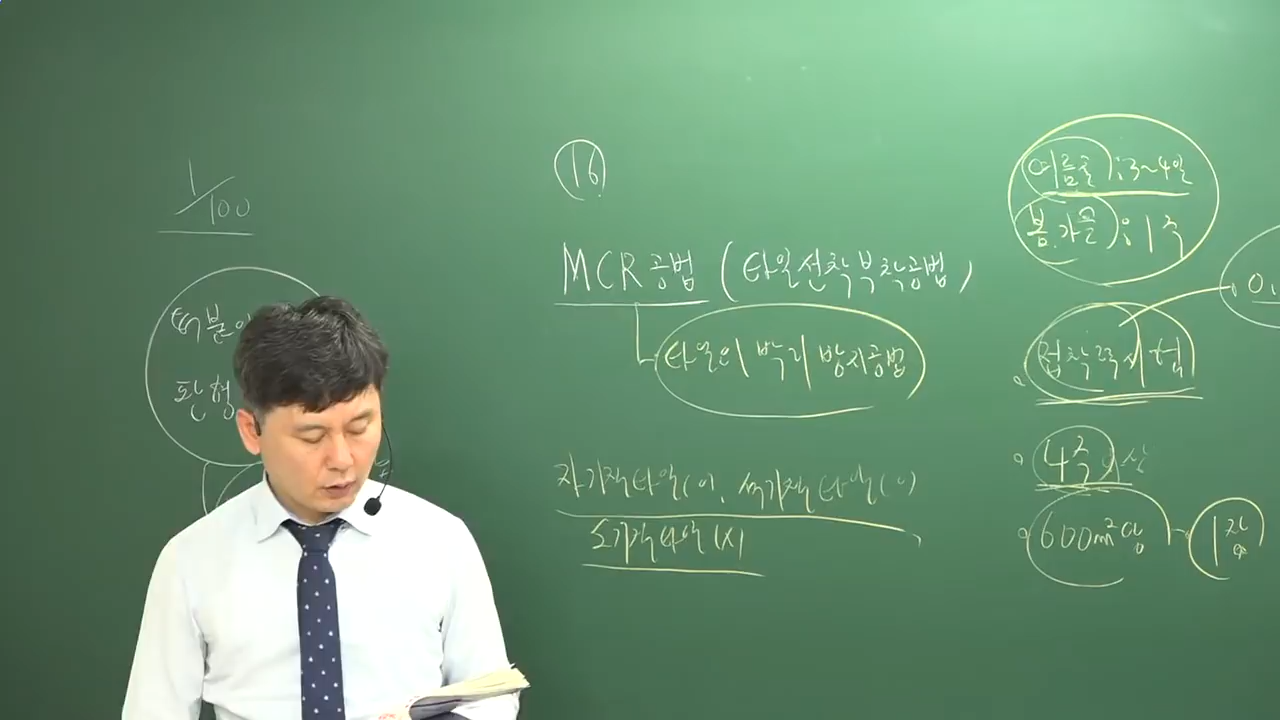 1/100
떠붙
⑯
MCR공법 (타일선착부착공법)
타일의 박리 방지공법
자기질타일(O), 석기질타일(O)
도기질타일(X)
여름철 : 3~4일
봄.가을 : 1주
접착력시험
4주이상
600m²당
1장